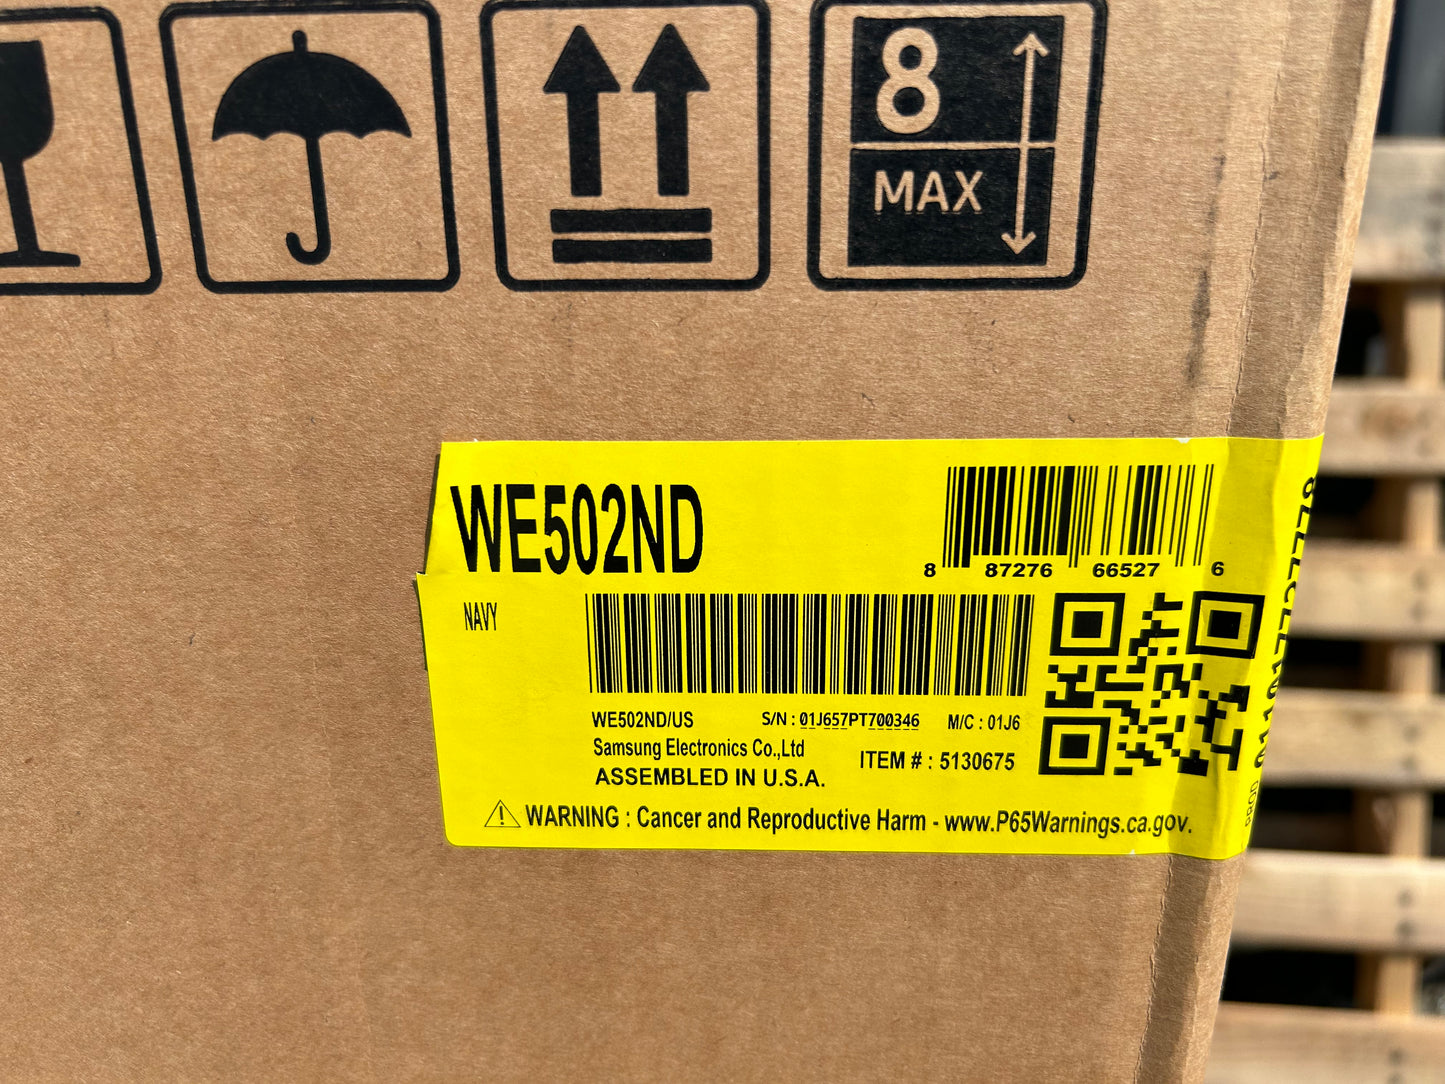 8
MAX
WE502ND
8 87276 66527 6
NAVY
WE502ND/US S/N : 01J657PT700346 M/C : 01J6
Samsung Electronics Co.,Ltd
ITEM # : 5130675
ASSEMBLED IN U.S.A.
WARNING : Cancer and Reproductive Harm - www.P65Warnings.ca.gov.